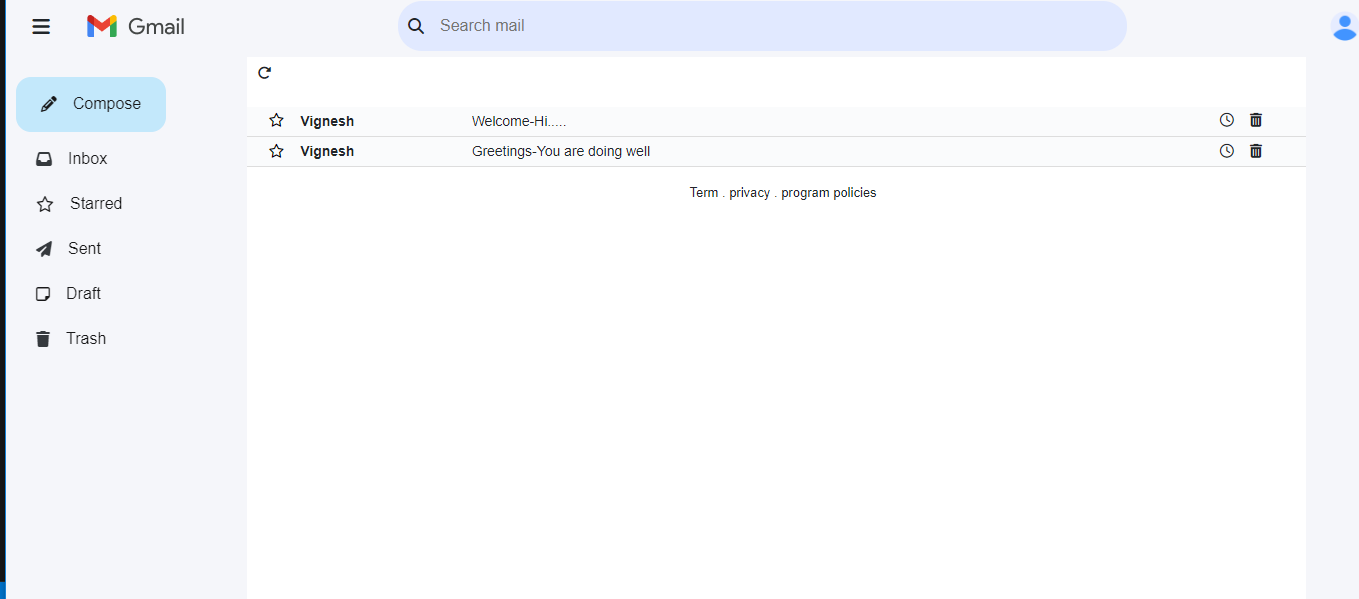 Gmail
Search mail
Compose
Inbox
Starred
Sent
Draft
Trash
Vignesh Welcome-Hi.....
Vignesh Greetings-You are doing well
Term . privacy . program policies